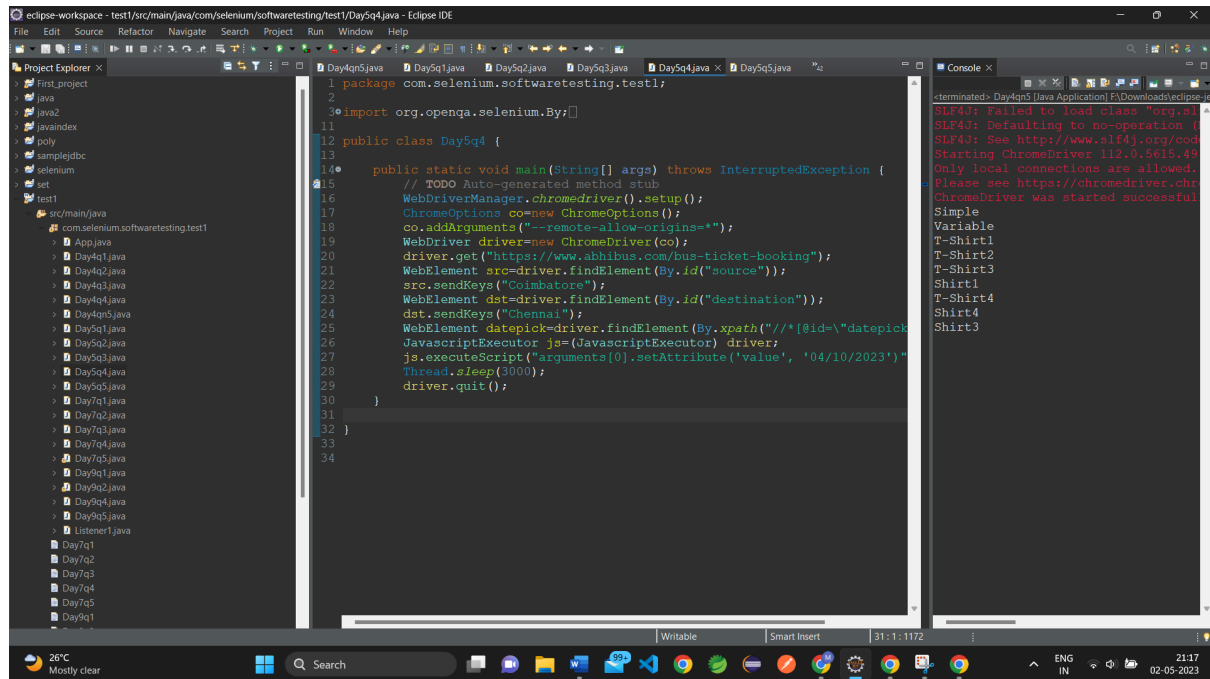 eclipse-workspace - test1/src/main/java/com/selenium/softwaretesting/test1/Day5q4.java - Eclipse IDE
File Edit Source Refactor Navigate Search Project Run Window Help
Project Explorer
First_project
java
java2
javaindex
poly
samplejdbc
selenium
set
test1
src/main/java
com.selenium.softwaretesting.test1
App.java
Day4q1.java
Day4q2.java
Day4q3.java
Day4q4.java
Day4qn5.java
Day5q1.java
Day5q2.java
Day5q3.java
Day5q4.java
Day5q5.java
Day7q1.java
Day7q2.java
Day7q3.java
Day7q4.java
Day7q5.java
Day9q1.java
Day9q2.java
Day9q4.java
Day9q5.java
Listener1.java
Day7q1
Day7q2
Day7q3
Day7q4
Day7q5
Day9q1
Day4qn5.java Day5q1.java Day5q2.java Day5q3.java Day5q4.java Day5q5.java
1 package com.selenium.softwaretesting.test1;
2
3 import org.openqa.selenium.By;
11
12 public class Day5q4 {
13
14 public static void main(String[] args) throws InterruptedException {
15 // TODO Auto-generated method stub
16 WebDriverManager.chromedriver().setup();
17 ChromeOptions co=new ChromeOptions();
18 co.addArguments("--remote-allow-origins=*");
19 WebDriver driver=new ChromeDriver(co);
20 driver.get("https://www.abhibus.com/bus-ticket-booking");
21 WebElement src=driver.findElement(By.id("source"));
22 src.sendKeys("Coimbatore");
23 WebElement dst=driver.findElement(By.id("destination"));
24 dst.sendKeys("Chennai");
25 WebElement datepick=driver.findElement(By.xpath("//*[@id=\"datepick
26 JavascriptExecutor js=(JavascriptExecutor) driver;
27 js.executeScript("arguments[0].setAttribute('value', '04/10/2023')"
28 Thread.sleep(3000);
29 driver.quit();
30 }
31
32 }
33
34
Console
<terminated> Day4qn5 [Java Application] F:\Downloads\eclipse-je
SLF4J: Failed to load class "org.sl
SLF4J: Defaulting to no-operation (
SLF4J: See http://www.slf4j.org/cod
Starting ChromeDriver 112.0.5615.49
Only local connections are allowed.
Please see https://chromedriver.chr
ChromeDriver was started successful
Simple
Variable
T-Shirt1
T-Shirt2
T-Shirt3
Shirt1
T-Shirt4
Shirt4
Shirt3
Writable Smart Insert 31 : 1 : 1172
26°C
Mostly clear
Search
99+
ENG
IN
21:17
02-05-2023